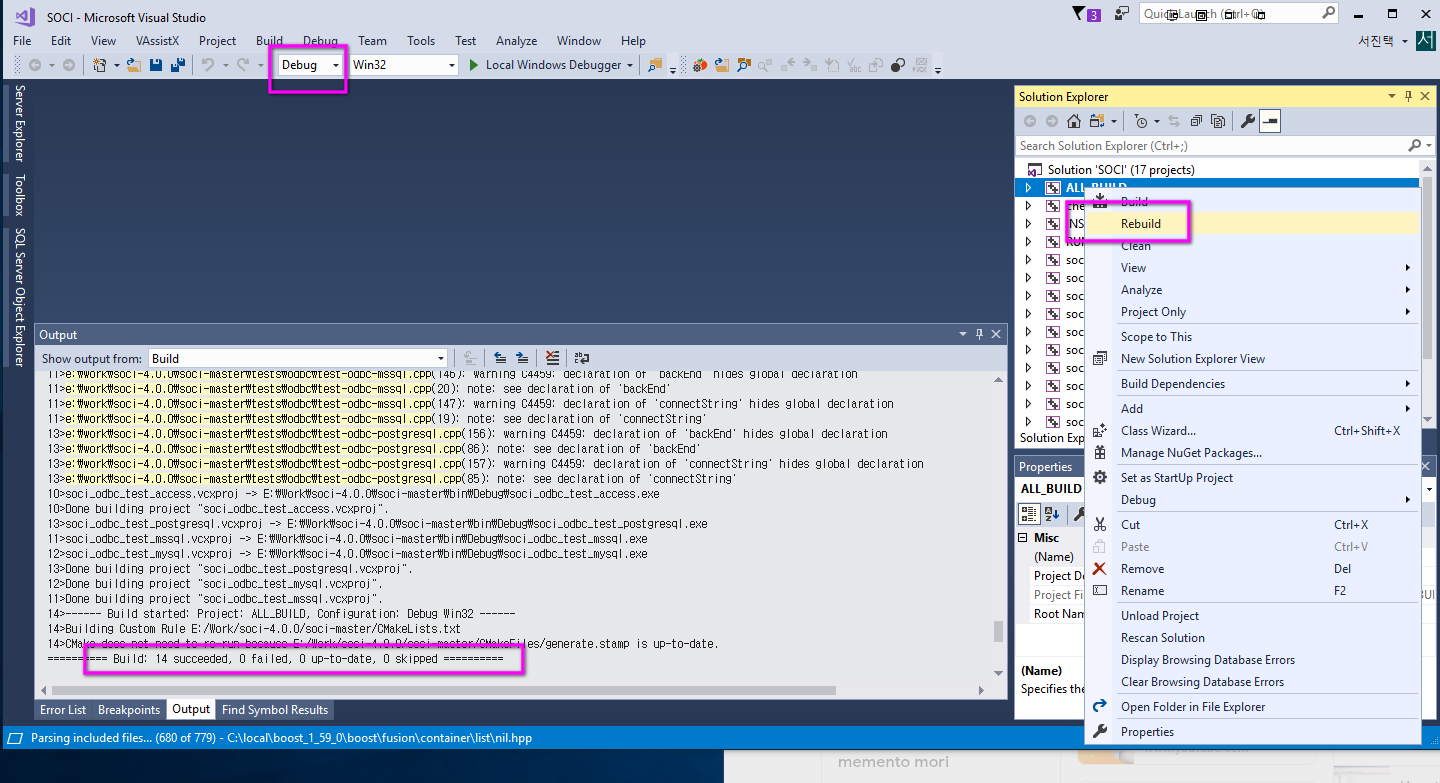 SOCI - Microsoft Visual Studio
3
Quick Launch (Ctrl+Q)
File Edit View VAssistX Project Build Debug Team Tools Test Analyze Window Help
서진택 서
Debug Win32 Local Windows Debugger
Server Explorer
Toolbox
SQL Server Object Explorer
Solution Explorer
Search Solution Explorer (Ctrl+;)
Solution 'SOCI' (17 projects)
ALL_BUILD
che
INS
RUN
soc
soc
soc
soc
soc
soc
soc
soc
soc
soc
Solution Exp
Build
Rebuild
Clean
View
Analyze
Project Only
Scope to This
New Solution Explorer View
Build Dependencies
Add
Class Wizard... Ctrl+Shift+X
Manage NuGet Packages...
Set as StartUp Project
Debug
Cut Ctrl+X
Paste Ctrl+V
Remove Del
Rename F2
Unload Project
Rescan Solution
Display Browsing Database Errors
Clear Browsing Database Errors
Open Folder in File Explorer
Properties
Properties
ALL_BUILD
Misc
(Name)
Project De
Project Fi
Root Nam
(Name)
Specifies the
Output
Show output from: Build
11>e:₩work₩soci-4.0.0₩soci-master₩tests₩odbc₩test-odbc-mssql.cpp(146): warning C4459: declaration of 'backEnd' hides global declaration
11>e:₩work₩soci-4.0.0₩soci-master₩tests₩odbc₩test-odbc-mssql.cpp(20): note: see declaration of 'backEnd'
11>e:₩work₩soci-4.0.0₩soci-master₩tests₩odbc₩test-odbc-mssql.cpp(147): warning C4459: declaration of 'connectString' hides global declaration
11>e:₩work₩soci-4.0.0₩soci-master₩tests₩odbc₩test-odbc-mssql.cpp(19): note: see declaration of 'connectString'
13>e:₩work₩soci-4.0.0₩soci-master₩tests₩odbc₩test-odbc-postgresql.cpp(156): warning C4459: declaration of 'backEnd' hides global declaration
13>e:₩work₩soci-4.0.0₩soci-master₩tests₩odbc₩test-odbc-postgresql.cpp(86): note: see declaration of 'backEnd'
13>e:₩work₩soci-4.0.0₩soci-master₩tests₩odbc₩test-odbc-postgresql.cpp(157): warning C4459: declaration of 'connectString' hides global declaration
13>e:₩work₩soci-4.0.0₩soci-master₩tests₩odbc₩test-odbc-postgresql.cpp(85): note: see declaration of 'connectString'
10>soci_odbc_test_access.vcxproj -> E:₩Work₩soci-4.0.0₩soci-master₩bin₩Debug₩soci_odbc_test_access.exe
10>Done building project "soci_odbc_test_access.vcxproj".
13>soci_odbc_test_postgresql.vcxproj -> E:₩Work₩soci-4.0.0₩soci-master₩bin₩Debug₩soci_odbc_test_postgresql.exe
11>soci_odbc_test_mssql.vcxproj -> E:₩Work₩soci-4.0.0₩soci-master₩bin₩Debug₩soci_odbc_test_mssql.exe
12>soci_odbc_test_mysql.vcxproj -> E:₩Work₩soci-4.0.0₩soci-master₩bin₩Debug₩soci_odbc_test_mysql.exe
13>Done building project "soci_odbc_test_postgresql.vcxproj".
12>Done building project "soci_odbc_test_mysql.vcxproj".
11>Done building project "soci_odbc_test_mssql.vcxproj".
14>------ Build started: Project: ALL_BUILD, Configuration: Debug Win32 ------
14>Building Custom Rule E:/Work/soci-4.0.0/soci-master/CMakeLists.txt
14>CMake does not need to re-run because E:/Work/soci-4.0.0/soci-master/CMakeFiles/generate.stamp is up-to-date.
========== Build: 14 succeeded, 0 failed, 0 up-to-date, 0 skipped ==========
Error List Breakpoints Output Find Symbol Results
Parsing included files... (680 of 779) - C:\local\boost_1_59_0\boost\fusion\container\list\nil.hpp
memento mori